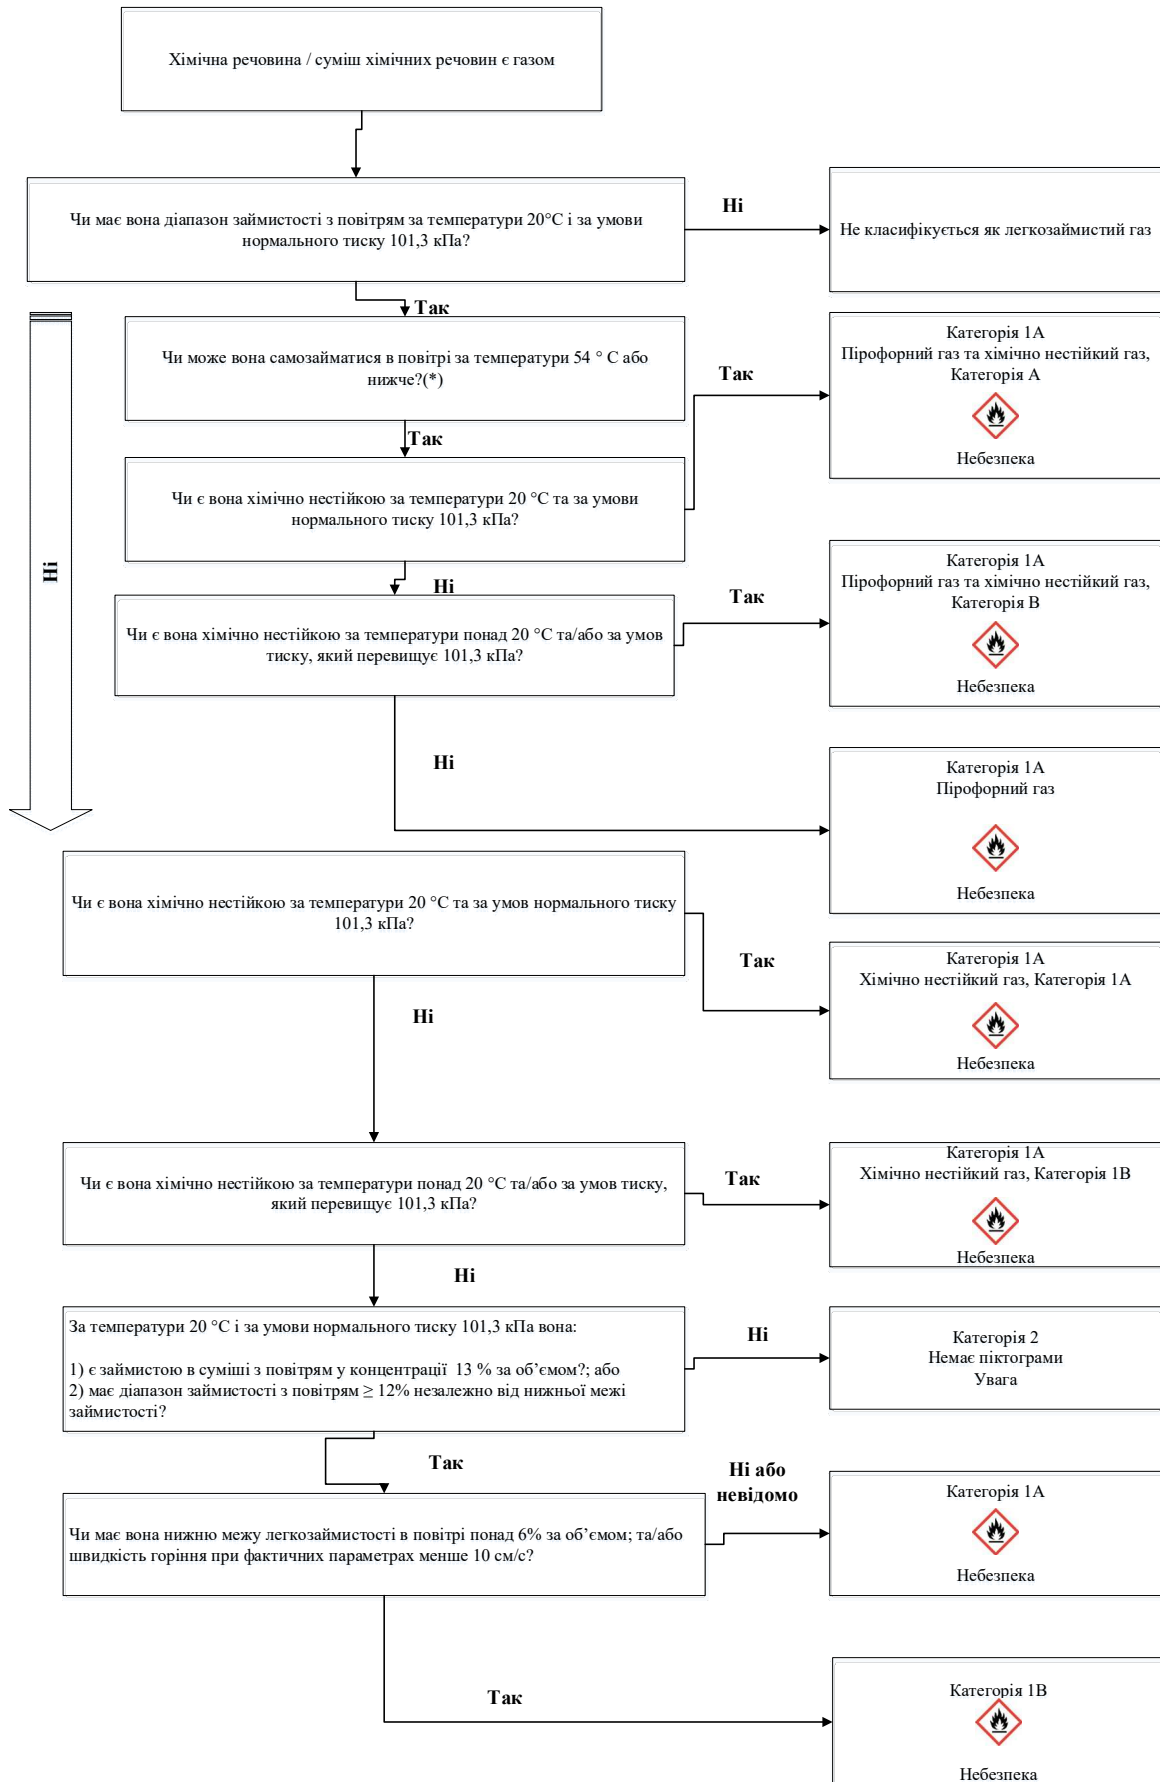 Хімічна речовина / суміш хімічних речовин є газом
Чи має вона діапазон займистості з повітрям за температури 20°С і за умови
нормального тиску 101,3 кПа?
Ні
Не класифікується як легкозаймистий газ
Так
Чи може вона самозайматися в повітрі за температури 54 ° С або
нижче?(*)
Так
Категорія 1А
Пірофорний газ та хімічно нестійкий газ,
Категорія А
Небезпека
Так
Чи є вона хімічно нестійкою за температури 20 °С та за умови
нормального тиску 101,3 кПа?
Ні
Ні
Чи є вона хімічно нестійкою за температури понад 20 °С та/або за умов
тиску, який перевищує 101,3 кПа?
Так
Категорія 1А
Пірофорний газ та хімічно нестійкий газ,
Категорія В
Небезпека
Ні
Категорія 1А
Пірофорний газ
Небезпека
Чи є вона хімічно нестійкою за температури 20 °С та за умов нормального тиску
101,3 кПа?
Так
Категорія 1А
Хімічно нестійкий газ, Категорія 1А
Небезпека
Ні
Чи є вона хімічно нестійкою за температури понад 20 °С та/або за умов тиску,
який перевищує 101,3 кПа?
Так
Категорія 1А
Хімічно нестійкий газ, Категорія 1В
Небезпека
Ні
За температури 20 °С і за умови нормального тиску 101,3 кПа вона:
1) є займистою в суміші з повітрям у концентрації 13 % за об’ємом?; або
2) має діапазон займистості з повітрям ≥ 12% незалежно від нижньої межі
займистості?
Ні
Категорія 2
Немає піктограми
Увага
Так
Чи має вона нижню межу легкозаймистості в повітрі понад 6% за об’ємом; та/або
швидкість горіння при фактичних параметрах менше 10 см/с?
Ні або
невідомо
Категорія 1А
Небезпека
Так
Категорія 1В
Небезпека